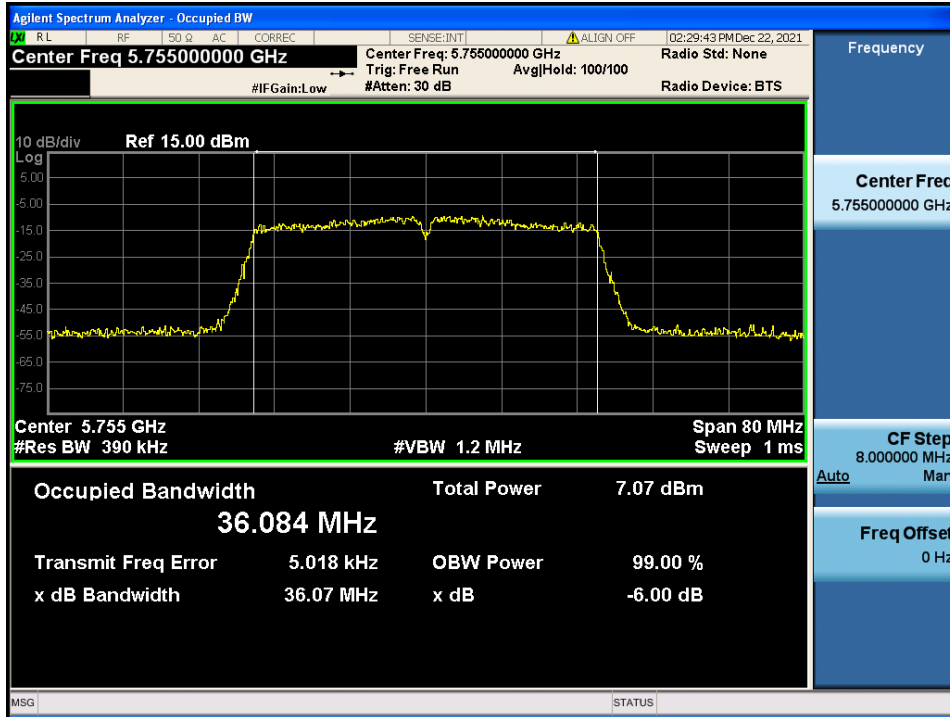 Agilent Spectrum Analyzer - Occupied BW
LXI RL RF 50 Ω AC CORREC SENSE:INT ALIGN OFF 02:29:43 PM Dec 22, 2021
Center Freq 5.755000000 GHz
Center Freq: 5.755000000 GHz
Radio Std: None
Trig: Free Run Avg|Hold: 100/100
#IFGain:Low
#Atten: 30 dB
Radio Device: BTS
Frequency
10 dB/div Ref 15.00 dBm
Log
5.00
-5.00
-15.0
-25.0
-35.0
-45.0
-55.0
-65.0
-75.0
Center 5.755 GHz Span 80 MHz
#Res BW 390 kHz #VBW 1.2 MHz Sweep 1 ms
Occupied Bandwidth
36.084 MHz
Total Power 7.07 dBm
Transmit Freq Error 5.018 kHz OBW Power 99.00 %
x dB Bandwidth 36.07 MHz x dB -6.00 dB
Center Freq
5.755000000 GHz
CF Step
8.000000 MHz
Auto Man
Freq Offset
0 Hz
MSG STATUS